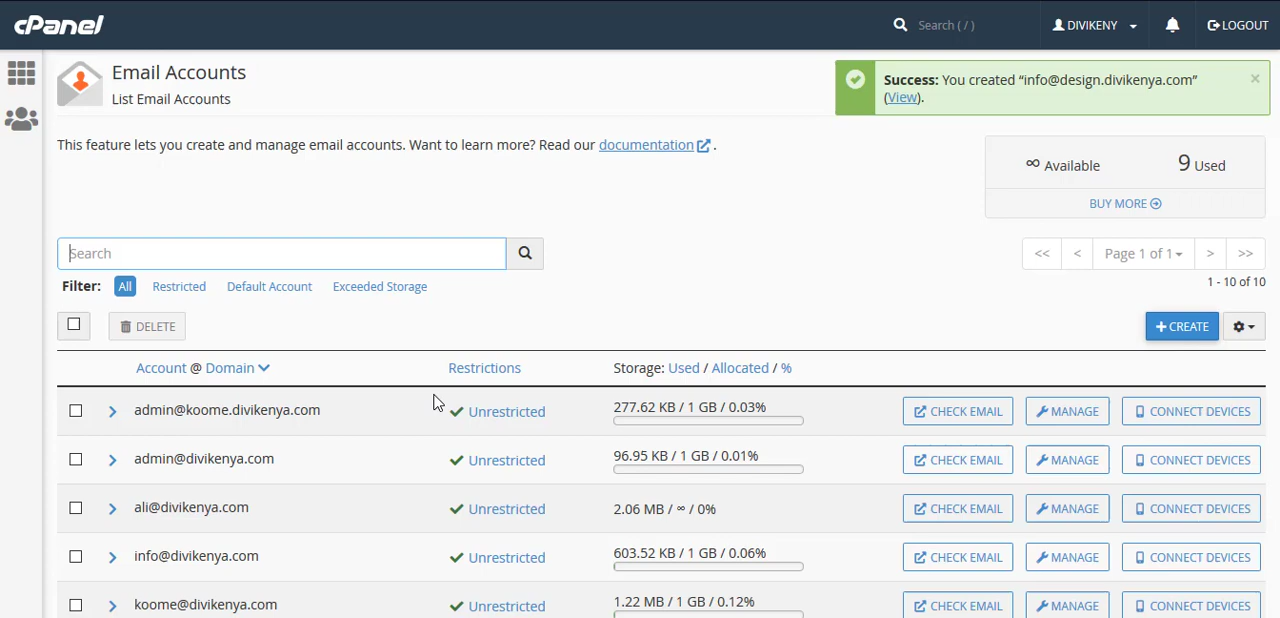 cPanel
Search ( / )
DIVIKENY
LOGOUT
Email Accounts
List Email Accounts
Success: You created “info@design.divikenya.com”
(View).
This feature lets you create and manage email accounts. Want to learn more? Read our documentation .
∞ Available 9 Used
BUY MORE
Search
<< < Page 1 of 1 > >>
Filter: All Restricted Default Account Exceeded Storage
1 - 10 of 10
DELETE
+ CREATE
Account @ Domain Restrictions Storage: Used / Allocated / %
admin@koome.divikenya.com Unrestricted 277.62 KB / 1 GB / 0.03% CHECK EMAIL MANAGE CONNECT DEVICES
admin@divikenya.com Unrestricted 96.95 KB / 1 GB / 0.01% CHECK EMAIL MANAGE CONNECT DEVICES
ali@divikenya.com Unrestricted 2.06 MB / ∞ / 0% CHECK EMAIL MANAGE CONNECT DEVICES
info@divikenya.com Unrestricted 603.52 KB / 1 GB / 0.06% CHECK EMAIL MANAGE CONNECT DEVICES
koome@divikenya.com Unrestricted 1.22 MB / 1 GB / 0.12% CHECK EMAIL MANAGE CONNECT DEVICES